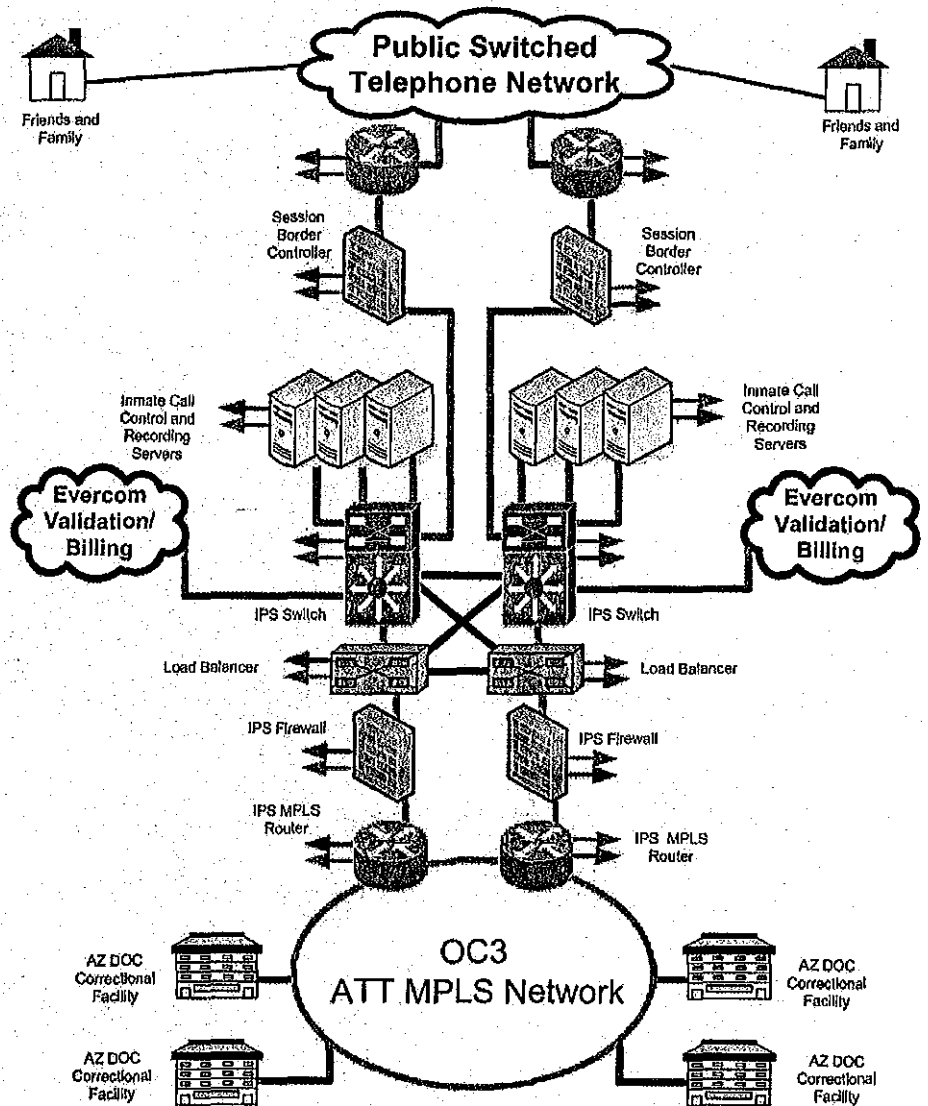 Public Switched
Telephone Network
Friends and
Family
Friends and
Family
Session
Border
Controller
Session
Border
Controller
Inmate Call
Control and
Recording
Servers
Inmate Call
Control and
Recording
Servers
Evercom
Validation/
Billing
Evercom
Validation/
Billing
IPS Switch
IPS Switch
Load Balancer
Load Balancer
IPS Firewall
IPS Firewall
IPS MPLS
Router
IPS MPLS
Router
OC3
ATT MPLS Network
AZ DOC
Correctional
Facility
AZ DOC
Correctional
Facility
AZ DOC
Correctional
Facility
AZ DOC
Correctional
Facility